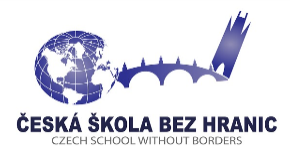 ČESKÁ ŠKOLA BEZ HRANIC
CZECH SCHOOL WITHOUT BORDERS